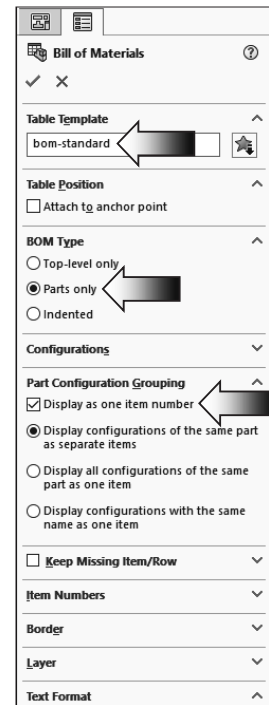 Bill of Materials
Table Template
bom-standard
Table Position
Attach to anchor point
BOM Type
Top-level only
Parts only
Indented
Configurations
Part Configuration Grouping
Display as one item number
Display configurations of the same part
as separate items
Display all configurations of the same
part as one item
Display configurations with the same
name as one item
Keep Missing Item/Row
Item Numbers
Border
Layer
Text Format